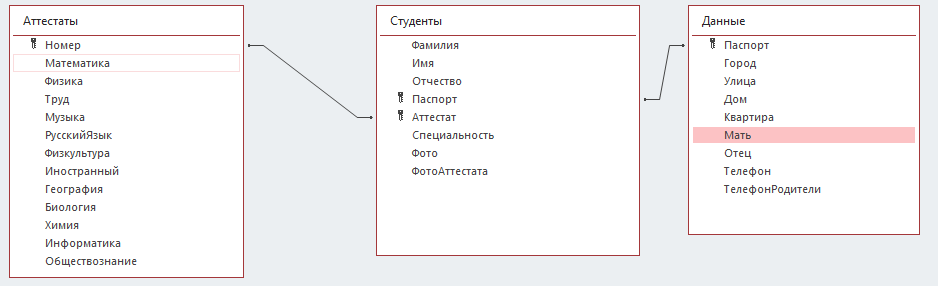 Аттестаты
Номер
Математика
Физика
Труд
Музыка
РусскийЯзык
Физкультура
Иностранный
География
Биология
Химия
Информатика
Обществознание
Студенты
Фамилия
Имя
Отчество
Паспорт
Аттестат
Специальность
Фото
ФотоАттестата
Данные
Паспорт
Город
Улица
Дом
Квартира
Мать
Отец
Телефон
ТелефонРодители